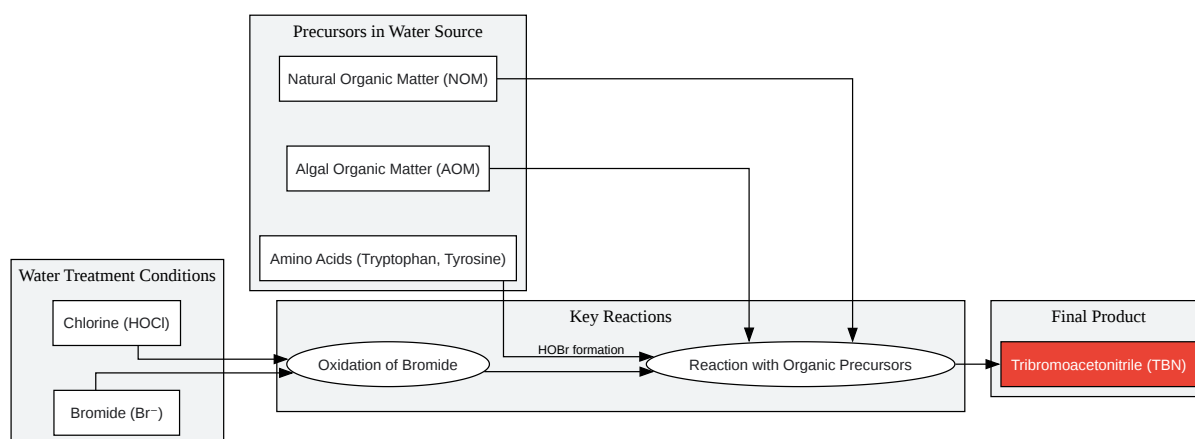 Precursors in Water Source
Natural Organic Matter (NOM)
Algal Organic Matter (AOM)
Amino Acids (Tryptophan, Tyrosine)
Water Treatment Conditions
Chlorine (HOCl)
Bromide (Br⁻)
Key Reactions
Oxidation of Bromide
HOBr formation
Reaction with Organic Precursors
Final Product
Tribromoacetonitrile (TBN)